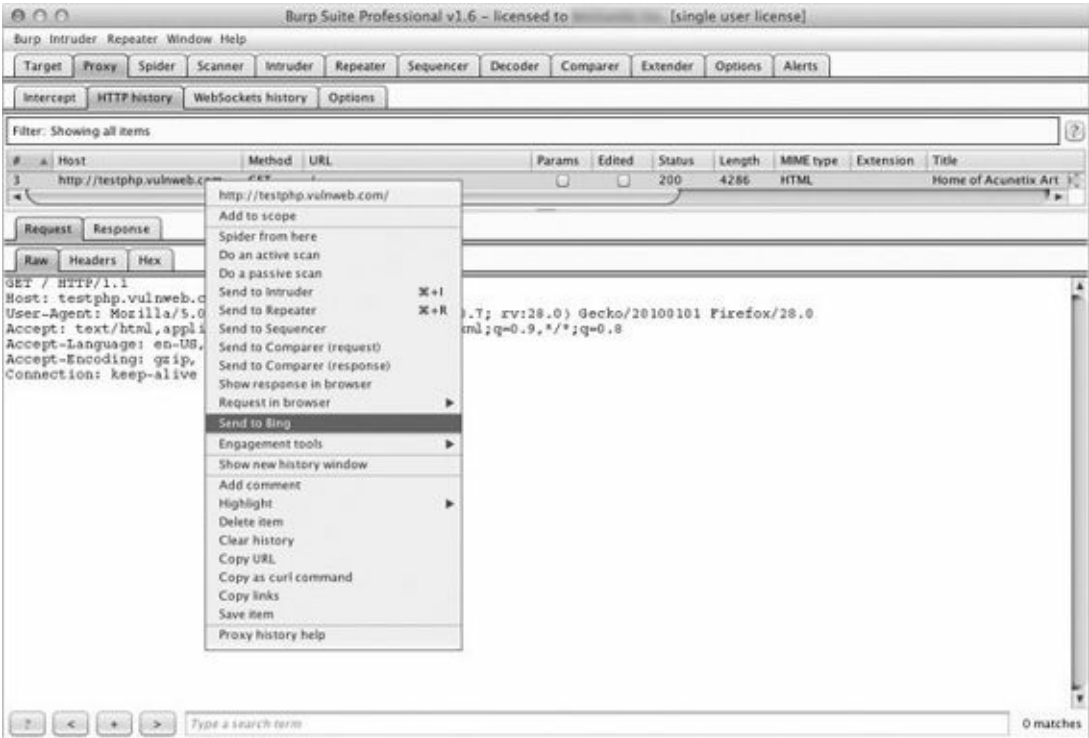 Burp Suite Professional v1.6 – licensed to [single user license]
Burp Intruder Repeater Window Help
Target Proxy Spider Scanner Intruder Repeater Sequencer Decoder Comparer Extender Options Alerts
Intercept HTTP history WebSockets history Options
Filter: Showing all items ?
# Host Method URL Params Edited Status Length MIME type Extension Title
3 http://testphp.vulnweb.com GET / 200 4286 HTML Home of Acunetix Art
Request Response
Raw Headers Hex
GET / HTTP/1.1
Host: testphp.vulnweb.c
User-Agent: Mozilla/5.0 .7; rv:28.0) Gecko/20100101 Firefox/28.0
Accept: text/html,appli ml;q=0.9,*/*;q=0.8
Accept-Language: en-US,
Accept-Encoding: gzip,
Connection: keep-alive
http://testphp.vulnweb.com/
Add to scope
Spider from here
Do an active scan
Do a passive scan
Send to Intruder ⌘+I
Send to Repeater ⌘+R
Send to Sequencer
Send to Comparer (request)
Send to Comparer (response)
Show response in browser
Request in browser
Send to Bing
Engagement tools
Show new history window
Add comment
Highlight
Delete item
Clear history
Copy URL
Copy as curl command
Copy links
Save item
Proxy history help
? < + > Type a search term 0 matches